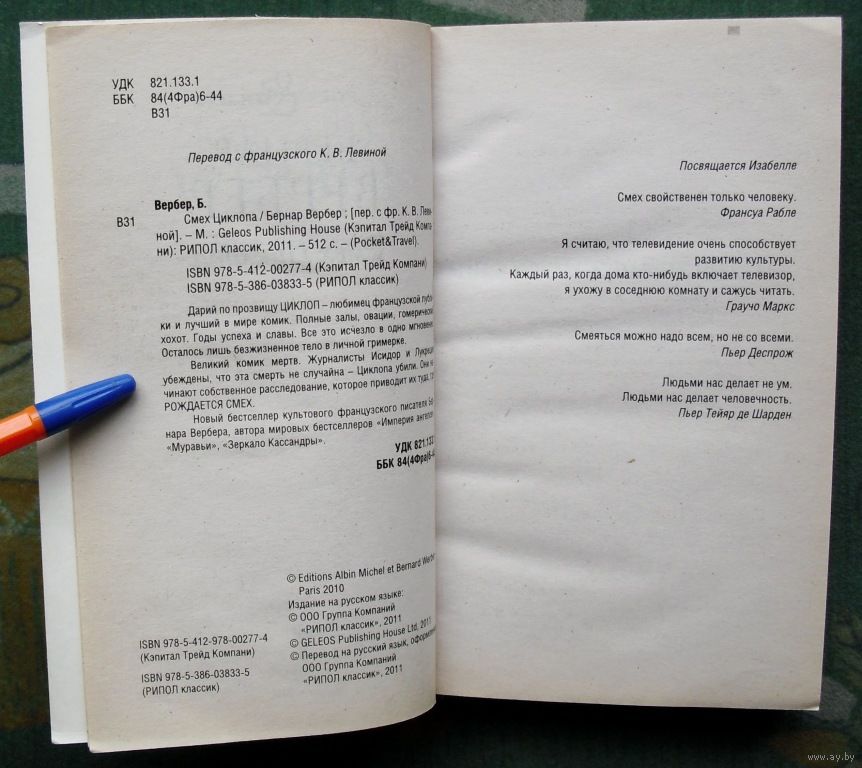 УДК 821.133.1
ББК 84(4Фра)6-44
В31
Перевод с французского К. В. Левиной
Вербер, Б.
В31 Смех Циклопа / Бернар Вербер ; [пер. с фр. К. В. Леви-
ной]. – М. : Geleos Publishing House (Кэпитал Трейд Компа-
ни): РИПОЛ классик, 2011. – 512 с. – (Pocket&Travel).
ISBN 978-5-412-00277-4 (Кэпитал Трейд Компани)
ISBN 978-5-386-03833-5 (РИПОЛ классик)
Дарий по прозвищу ЦИКЛОП – любимец французской публи-
ки и лучший в мире комик. Полные залы, овации, гомерический
хохот. Годы успеха и славы. Все это исчезло в одно мгновение.
Осталось лишь безжизненное тело в личной гримерке.
Великий комик мертв. Журналисты Исидор и Лукреция
убеждены, что эта смерть не случайна – Циклопа убили. Они на-
чинают собственное расследование, которое приводит их туда, где
РОЖДАЕТСЯ СМЕХ.
Новый бестселлер культового французского писателя Бер-
нара Вербера, автора мировых бестселлеров «Империя ангелов»,
«Муравьи», «Зеркало Кассандры».
УДК 821.133.1
ББК 84(4Фра)6-44
© Editions Albin Michel et Bernard Werber
Paris 2010
Издание на русском языке:
© ООО Группа Компаний
«РИПОЛ классик», 2011
© GELEOS Publishing House Ltd, 2011
© Перевод на русский язык, оформление
ООО Группа Компаний
«РИПОЛ классик», 2011
ISBN 978-5-412-978-00277-4
(Кэпитал Трейд Компани)
ISBN 978-5-386-03833-5
(РИПОЛ классик)
Посвящается Изабелле
Смех свойственен только человеку.
Франсуа Рабле
Я считаю, что телевидение очень способствует
развитию культуры.
Каждый раз, когда дома кто-нибудь включает телевизор,
я ухожу в соседнюю комнату и сажусь читать.
Граучо Маркс
Смеяться можно надо всем, но не со всеми.
Пьер Деспрож
Людьми нас делает не ум.
Людьми нас делает человечность.
Пьер Тейяр де Шарден
www.ay.by